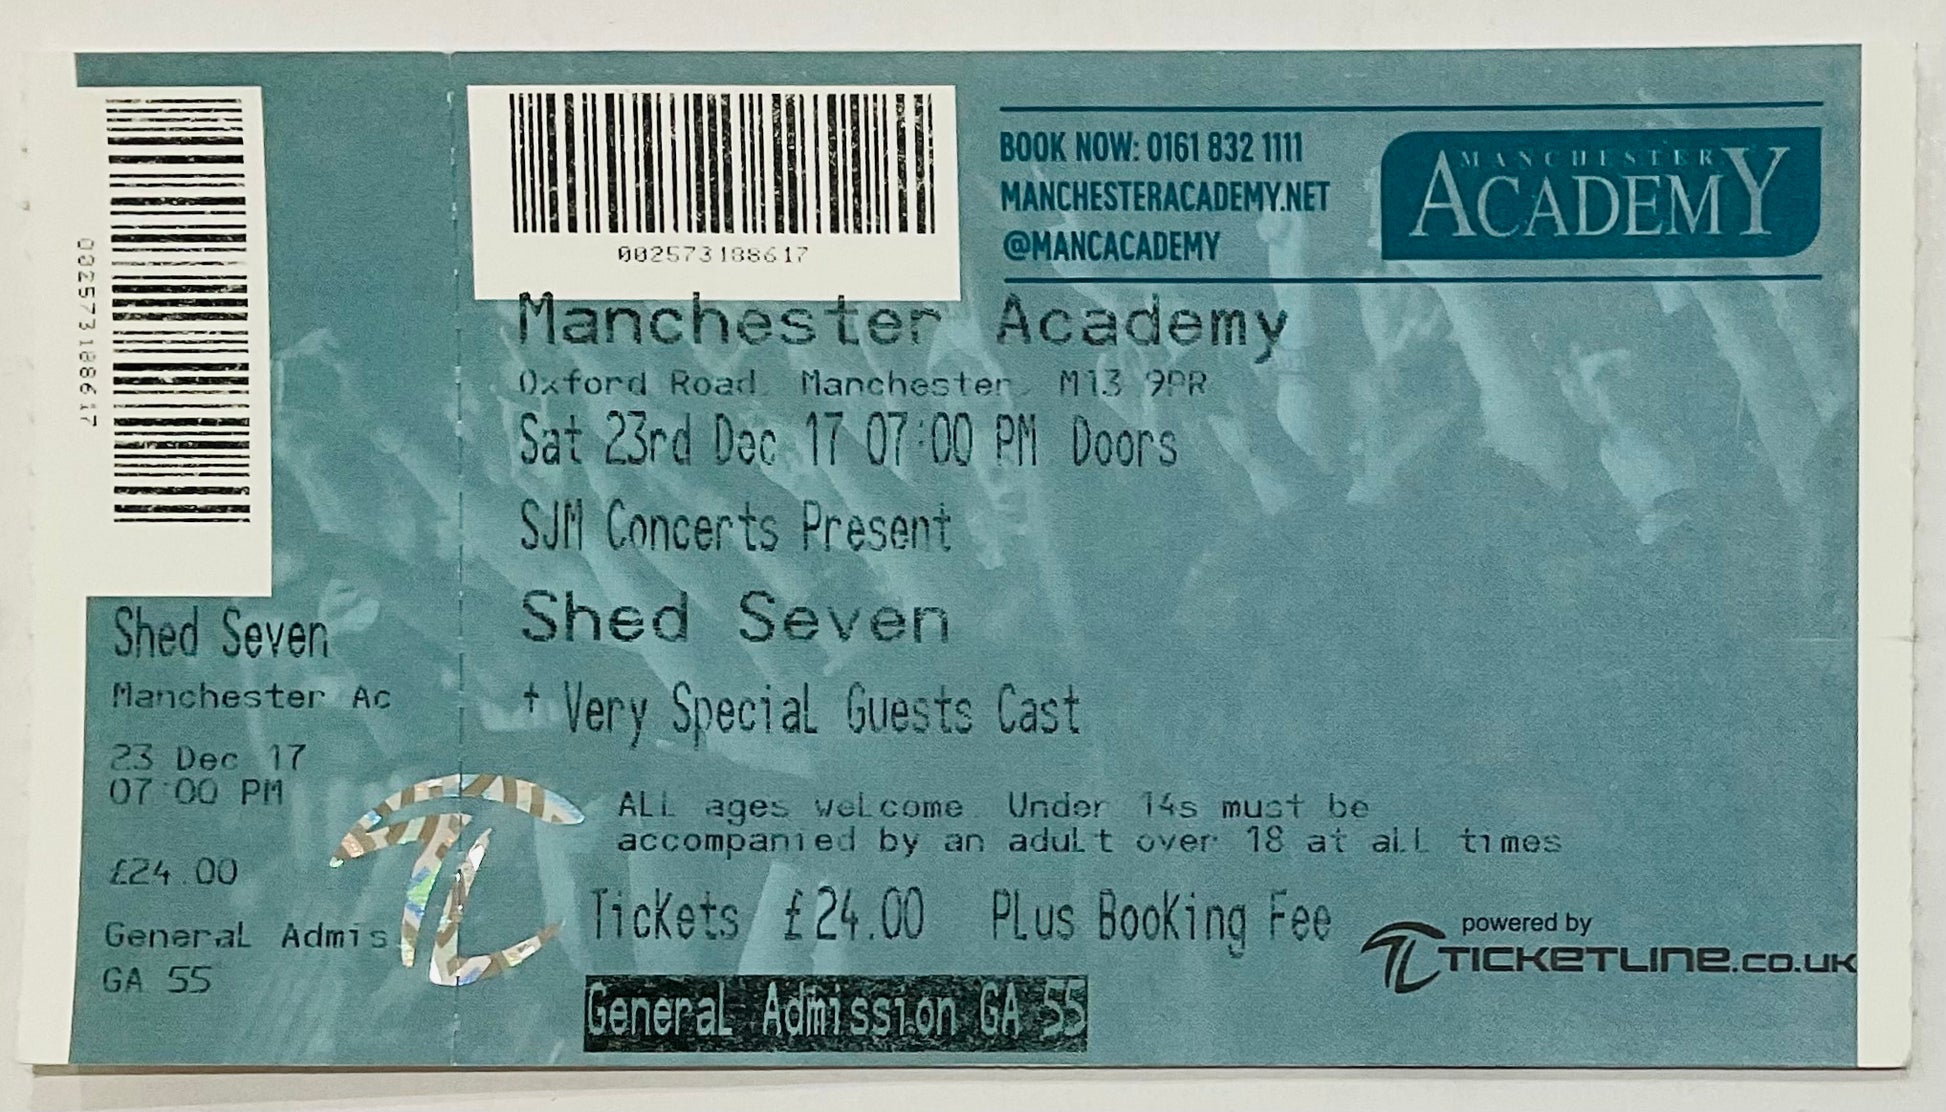 002573188617
Shed Seven
Manchester Ac
23 Dec 17
07:00 PM
£24.00
General Admis
GA 55
002573188617
BOOK NOW: 0161 832 1111
MANCHESTERACADEMY.NET
@MANCACADEMY
MANCHESTER
ACADEMY
Manchester Academy
Oxford Road, Manchester, M13 9PR
Sat 23rd Dec 17 07:00 PM Doors
SJM Concerts Present
Shed Seven
+ Very Special Guests Cast
All ages welcome. Under 14s must be
accompanied by an adult over 18 at all times
Tickets £24.00 Plus Booking Fee
General Admission GA 55
powered by
TICKETLINE.CO.UK